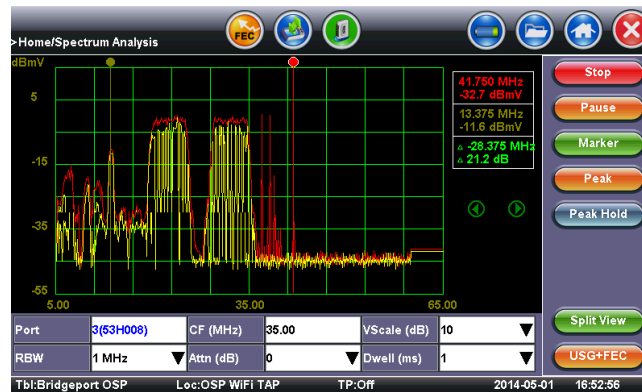 FEC
>Home/Spectrum Analysis
dBmV
5
-15
-35
-55
5.00 35.00 65.00
41.750 MHz
-32.7 dBmV
13.375 MHz
-11.6 dBmV
△ -28.375 MHz
△ 21.2 dB
Stop
Pause
Marker
Peak
Peak Hold
Split View
USG+FEC
Port 3(53H008) CF (MHz) 35.00 VScale (dB) 10
RBW 1 MHz Attn (dB) 0 Dwell (ms) 1
Tbl:Bridgeport OSP Loc:OSP WiFi TAP TP:Off 2014-05-01 16:52:56